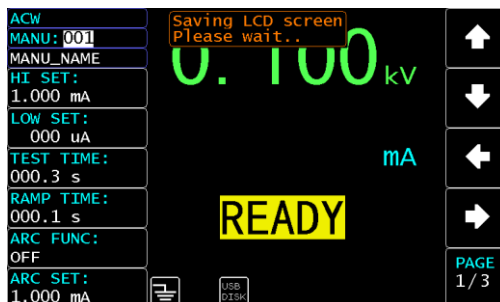 ACW
MANU: 001
MANU_NAME
HI SET:
1.000 mA
LOW SET:
000 uA
TEST TIME:
000.3 s
RAMP TIME:
000.1 s
ARC FUNC:
OFF
ARC SET:
1.000 mA
Saving LCD screen
Please wait..
0.100 kV
mA
READY
USB
DISK
PAGE
1/3